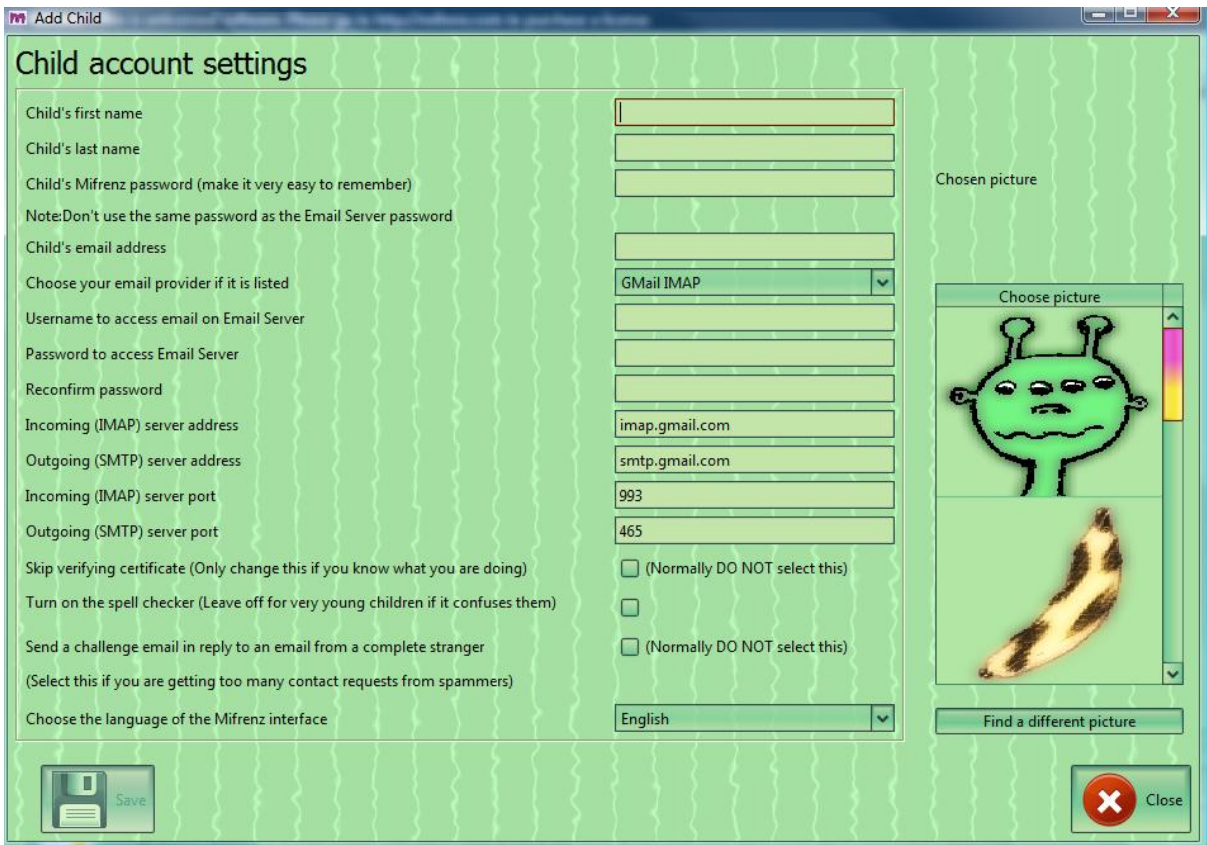 Add Child
Child account settings
Child's first name
Child's last name
Child's Mifrenz password (make it very easy to remember)
Note:Don't use the same password as the Email Server password
Child's email address
Choose your email provider if it is listed GMail IMAP
Username to access email on Email Server
Password to access Email Server
Reconfirm password
Incoming (IMAP) server address imap.gmail.com
Outgoing (SMTP) server address smtp.gmail.com
Incoming (IMAP) server port 993
Outgoing (SMTP) server port 465
Skip verifying certificate (Only change this if you know what you are doing) (Normally DO NOT select this)
Turn on the spell checker (Leave off for very young children if it confuses them)
Send a challenge email in reply to an email from a complete stranger (Normally DO NOT select this)
(Select this if you are getting too many contact requests from spammers)
Choose the language of the Mifrenz interface English
Chosen picture
Choose picture
Find a different picture
Save
Close